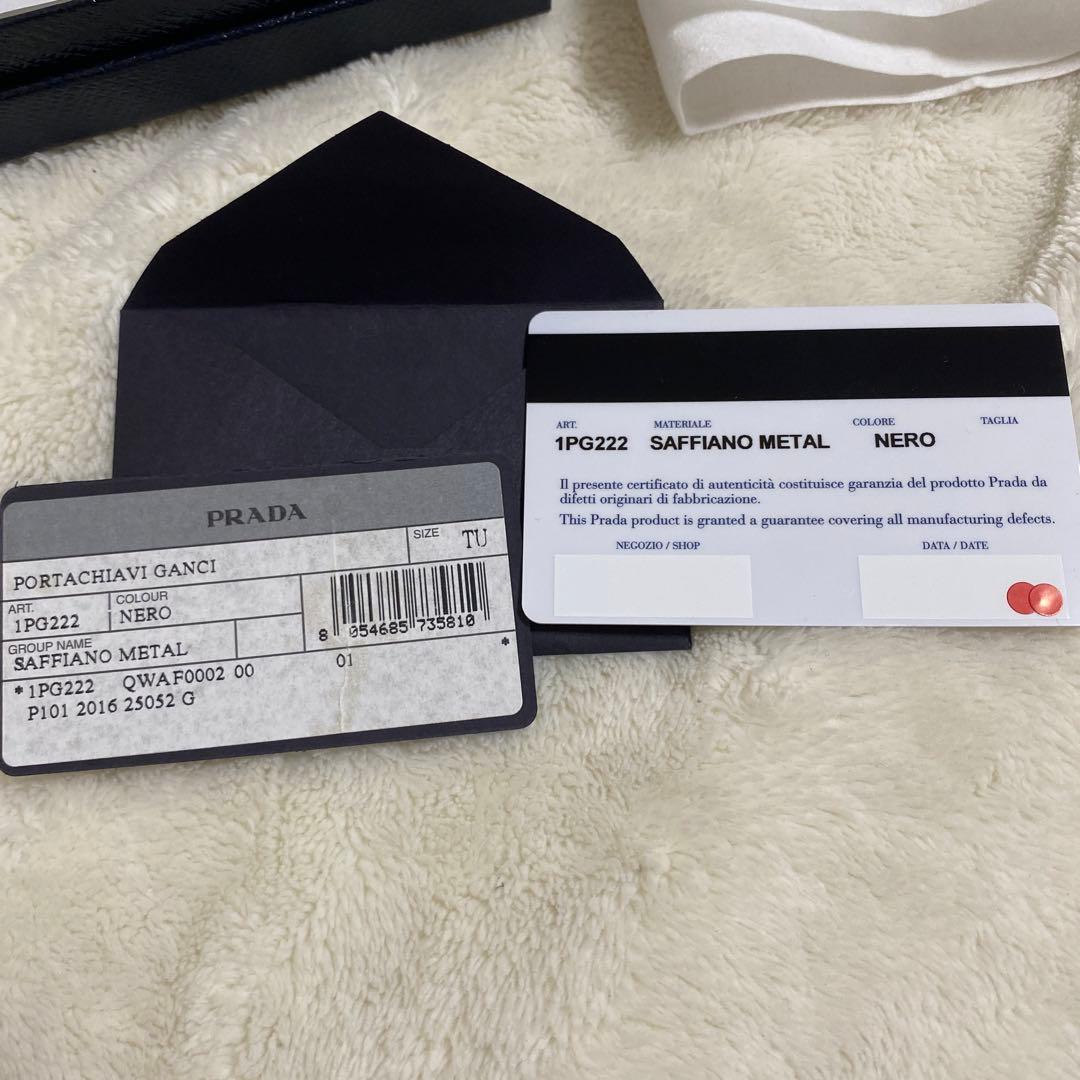 PRADA
SIZE TU
PORTACHIAVI GANCI
ART. COLOUR
1PG222 NERO
8 054685 735810
GROUP NAME
SAFFIANO METAL
* 1PG222 QWAF0002 00 01 *
P101 2016 25052 G
ART. MATERIALE COLORE TAGLIA
1PG222 SAFFIANO METAL NERO
Il presente certificato di autenticità costituisce garanzia del prodotto Prada da
difetti originari di fabbricazione.
This Prada product is granted a guarantee covering all manufacturing defects.
NEGOZIO / SHOP DATA / DATE